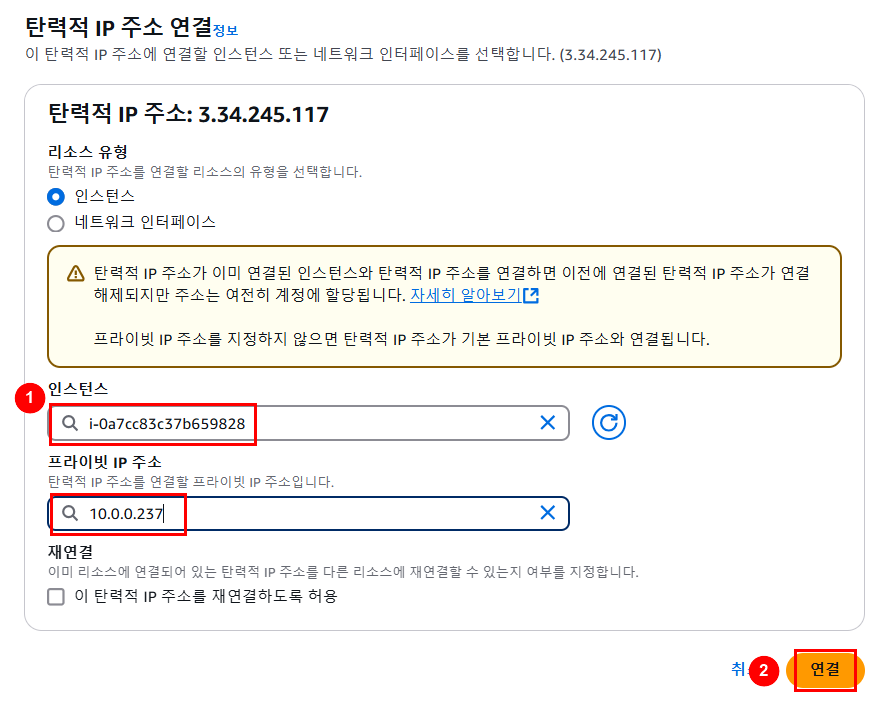 탄력적 IP 주소 연결정보
이 탄력적 IP 주소에 연결할 인스턴스 또는 네트워크 인터페이스를 선택합니다. (3.34.245.117)
탄력적 IP 주소: 3.34.245.117
리소스 유형
탄력적 IP 주소를 연결할 리소스의 유형을 선택합니다.
인스턴스
네트워크 인터페이스
탄력적 IP 주소가 이미 연결된 인스턴스와 탄력적 IP 주소를 연결하면 이전에 연결된 탄력적 IP 주소가 연결
해제되지만 주소는 여전히 계정에 할당됩니다. 자세히 알아보기
프라이빗 IP 주소를 지정하지 않으면 탄력적 IP 주소가 기본 프라이빗 IP 주소와 연결됩니다.
인스턴스
1
i-0a7cc83c37b659828
프라이빗 IP 주소
탄력적 IP 주소를 연결할 프라이빗 IP 주소입니다.
10.0.0.237
재연결
이미 리소스에 연결되어 있는 탄력적 IP 주소를 다른 리소스에 재연결할 수 있는지 여부를 지정합니다.
이 탄력적 IP 주소를 재연결하도록 허용
2 연결